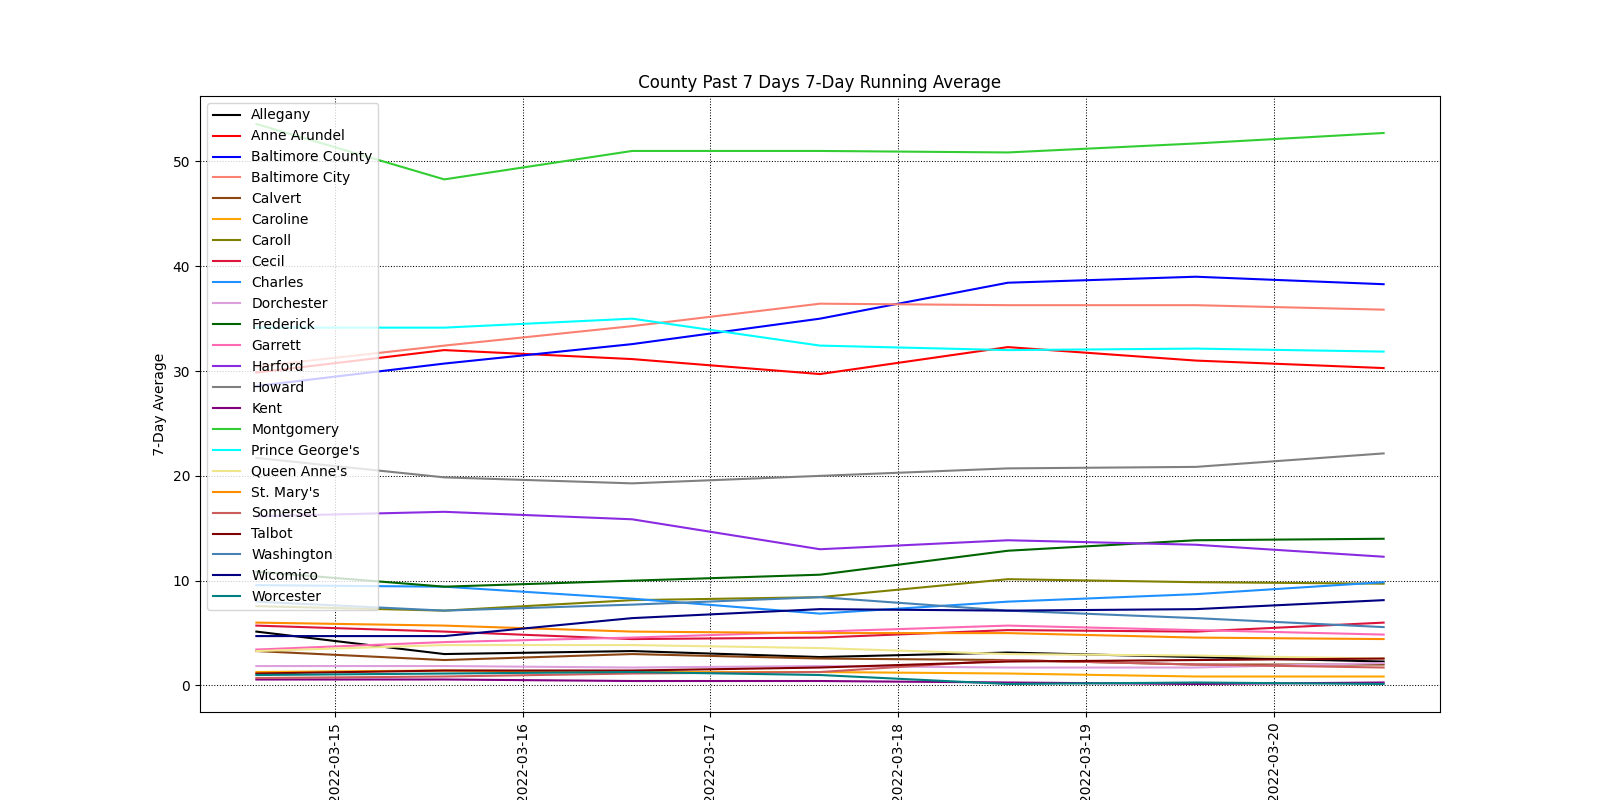 County Past 7 Days 7-Day Running Average
Allegany
Anne Arundel
Baltimore County
Baltimore City
Calvert
Caroline
Caroll
Cecil
Charles
Dorchester
Frederick
Garrett
Harford
Howard
Kent
Montgomery
Prince George's
Queen Anne's
St. Mary's
Somerset
Talbot
Washington
Wicomico
Worcester
7-Day Average
50
40
30
20
10
0
2022-03-15
2022-03-16
2022-03-17
2022-03-18
2022-03-19
2022-03-20